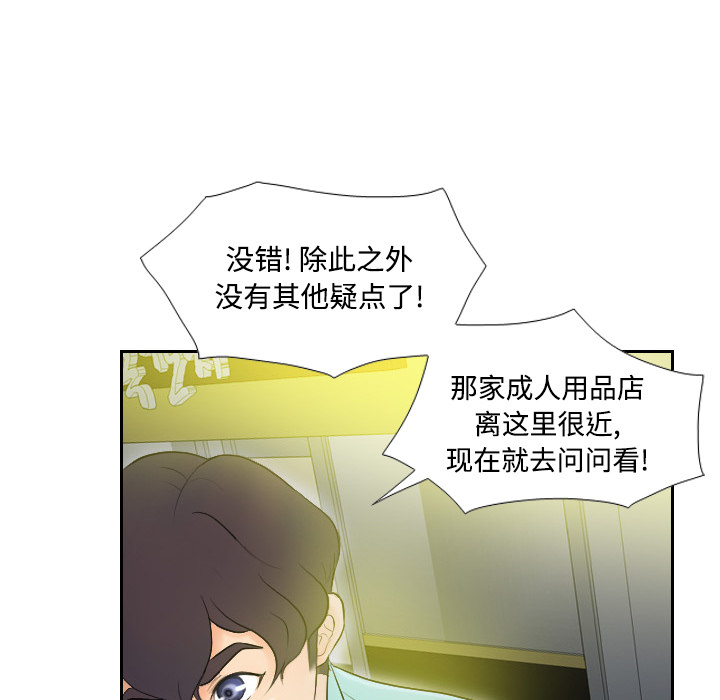 没错! 除此之外
没有其他疑点了!
那家成人用品店
离这里很近,
现在就去问问看!